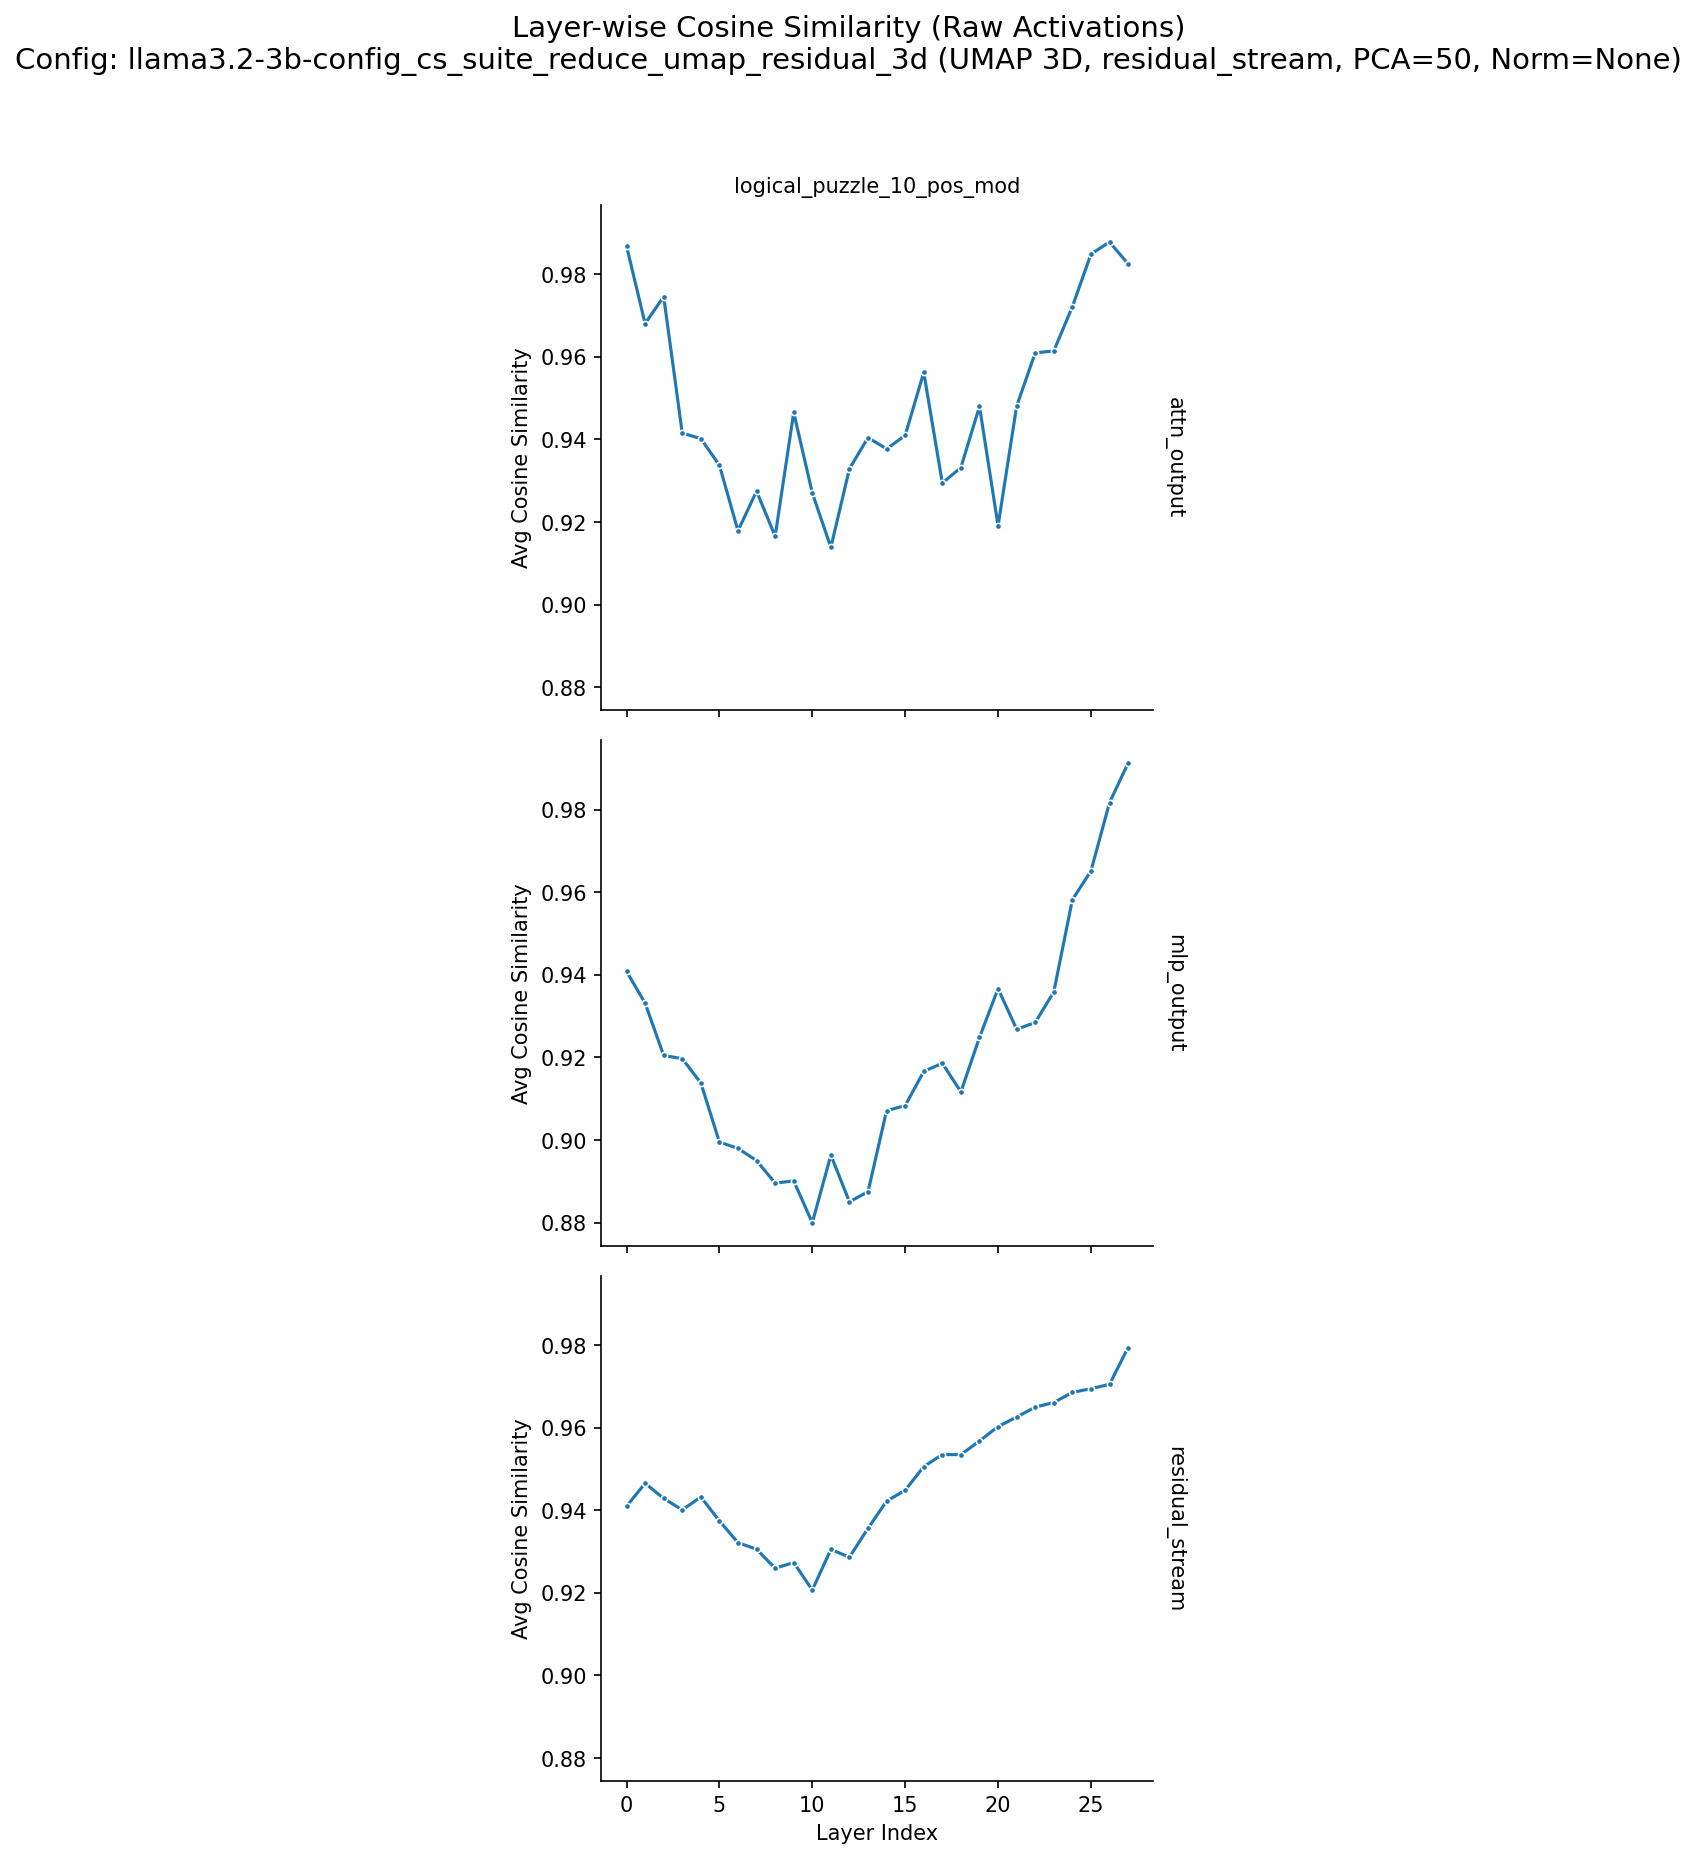 Layer-wise Cosine Similarity (Raw Activations)
Config: llama3.2-3b-config_cs_suite_reduce_umap_residual_3d (UMAP 3D, residual_stream, PCA=50, Norm=None)
logical_puzzle_10_pos_mod
0.98
0.96
0.94
0.92
0.90
0.88
Avg Cosine Similarity
attn_output
0.98
0.96
0.94
0.92
0.90
0.88
Avg Cosine Similarity
mlp_output
0.98
0.96
0.94
0.92
0.90
0.88
Avg Cosine Similarity
residual_stream
0 5 10 15 20 25
Layer Index